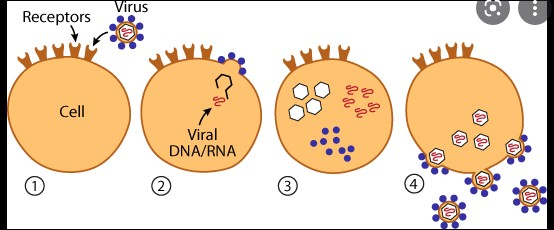 Virus
Receptors
Cell
Viral
DNA/RNA
1
2
3
4